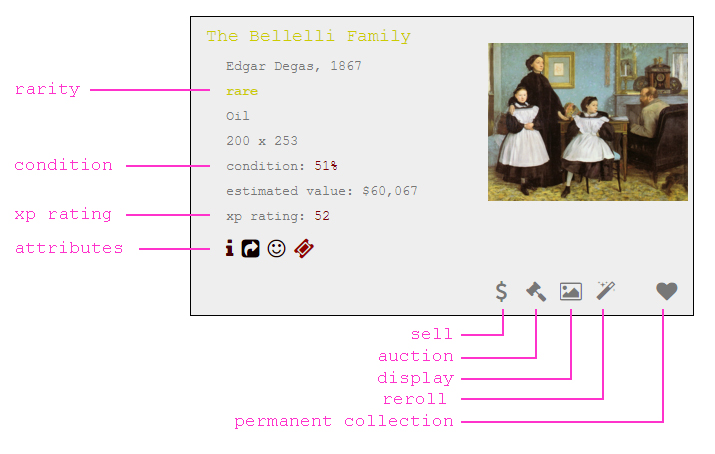 The Bellelli Family
Edgar Degas, 1867
rarity
rare
Oil
200 x 253
condition
condition: 51%
estimated value: $60,067
xp rating
xp rating: 52
attributes
sell
auction
display
reroll
permanent collection